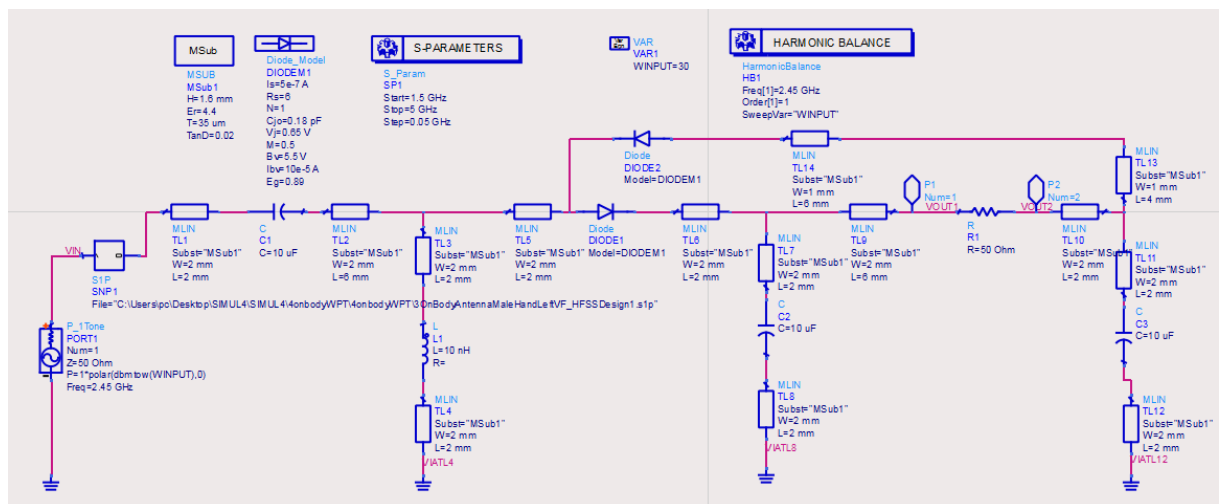 MSub
MSUB
MSub1
H=1.6 mm
Er=4.4
T=35 um
TanD=0.02
Diode_Model
DIODEM1
Is=5e-7 A
Rs=6
N=1
Cjo=0.18 pF
Vj=0.65 V
M=0.5
Bv=5.5 V
Ibv=10e-5 A
Eg=0.89
S-PARAMETERS
S_Param
SP1
Start=1.5 GHz
Stop=5 GHz
Step=0.05 GHz
VAR
VAR1
WINPUT=30
HARMONIC BALANCE
HarmonicBalance
HB1
Freq[1]=2.45 GHz
Order[1]=1
SweepVar="WINPUT"
Diode
DIODE2
Model=DIODEM1
MLIN
TL14
Subst="MSub1"
W=1 mm
L=6 mm
MLIN
TL13
Subst="MSub1"
W=1 mm
L=4 mm
P1
Num=1
VOUT1
P2
Num=2
VOUT2
VIN
S1P
SNP1
File="C:\Users\po\Desktop\SIMUL4\SIMUL4\4onbodyWPT\4onbodyWPT\3OnBodyAntennaMaleHandLeftVF_HFSSDesign1.s1p"
MLIN
TL1
Subst="MSub1"
W=2 mm
L=2 mm
C
C1
C=10 uF
MLIN
TL2
Subst="MSub1"
W=2 mm
L=6 mm
MLIN
TL3
Subst="MSub1"
W=2 mm
L=2 mm
MLIN
TL5
Subst="MSub1"
W=2 mm
L=2 mm
Diode
DIODE1
Model=DIODEM1
MLIN
TL6
Subst="MSub1"
W=2 mm
L=2 mm
MLIN
TL7
Subst="MSub1"
W=2 mm
L=2 mm
MLIN
TL9
Subst="MSub1"
W=2 mm
L=6 mm
R
R1
R=50 Ohm
MLIN
TL10
Subst="MSub1"
W=2 mm
L=2 mm
MLIN
TL11
Subst="MSub1"
W=2 mm
L=2 mm
P_1Tone
PORT1
Num=1
Z=50 Ohm
P=1*polar(dbmtow(WINPUT),0)
Freq=2.45 GHz
L
L1
L=10 nH
R=
C
C2
C=10 uF
C
C3
C=10 uF
MLIN
TL4
Subst="MSub1"
W=2 mm
L=2 mm
VIATL4
MLIN
TL8
Subst="MSub1"
W=2 mm
L=2 mm
VIATL8
MLIN
TL12
Subst="MSub1"
W=2 mm
L=2 mm
VIATL12